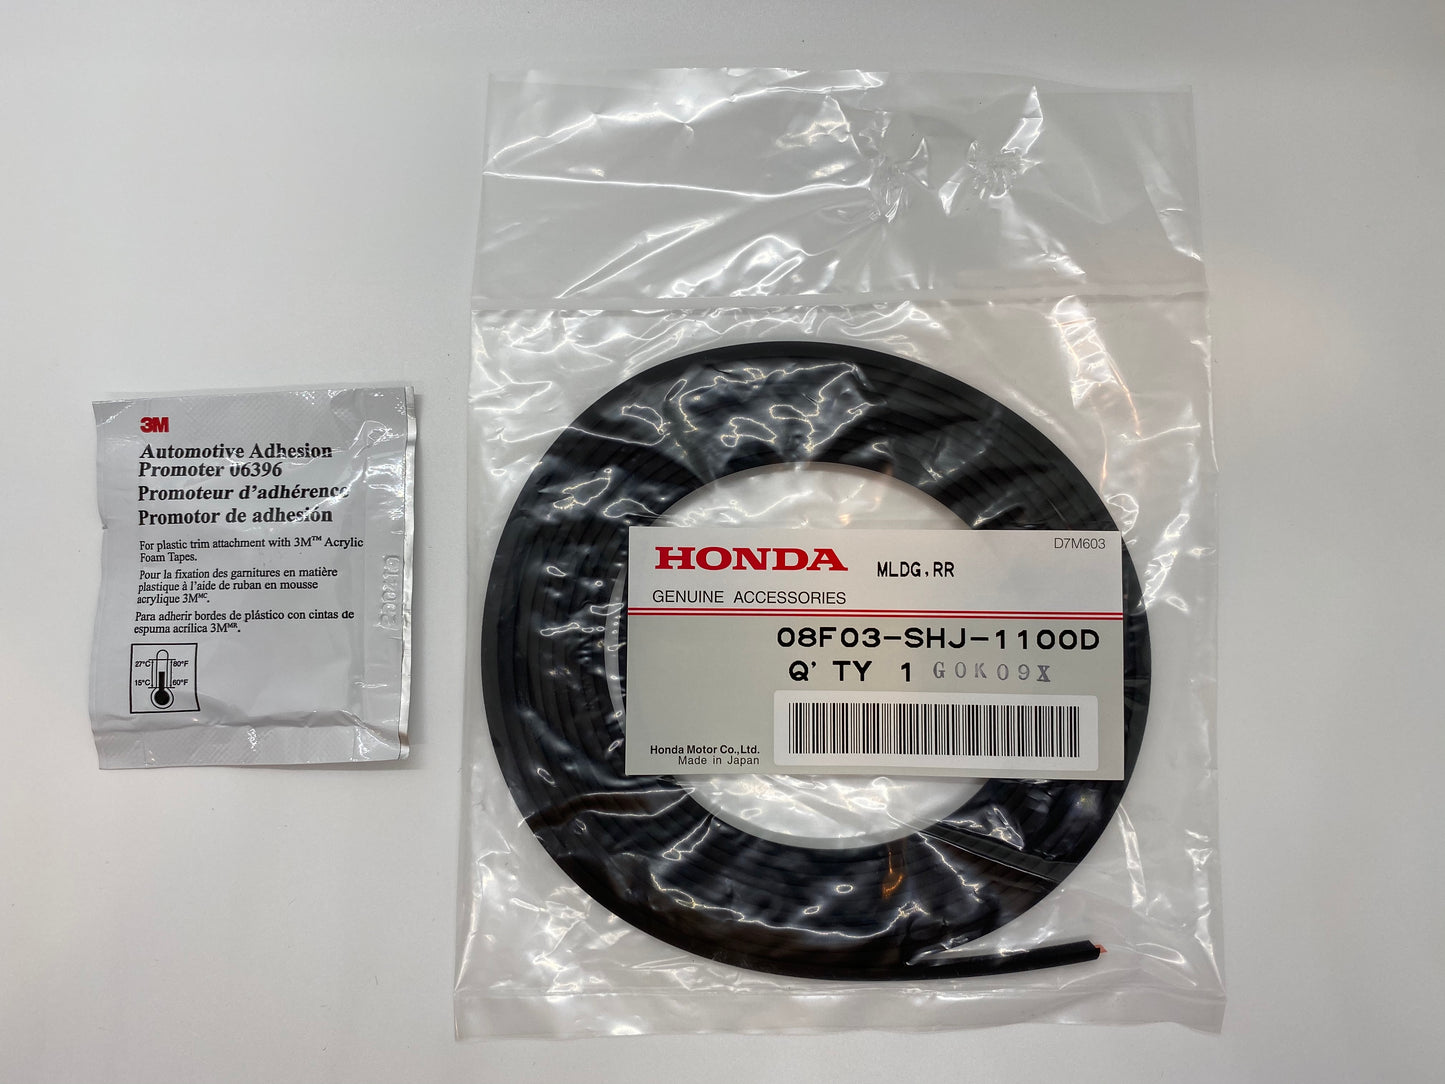 3M
Automotive Adhesion
Promoter 06396
Promoteur d'adhérence
Promotor de adhesión
For plastic trim attachment with 3M™ Acrylic
Foam Tapes.
Pour la fixation des garnitures en matière
plastique à l'aide de ruban en mousse
acrylique 3Mᴹᶜ.
Para adherir bordes de plástico con cintas de
espuma acrílica 3Mᴹᴿ.
27°C 80°F
15°C 60°F
D7M603
HONDA MLDG,RR
GENUINE ACCESSORIES
08F03-SHJ-1100D
Q'TY 1 G0K09X
Honda Motor Co.,Ltd.
Made in Japan